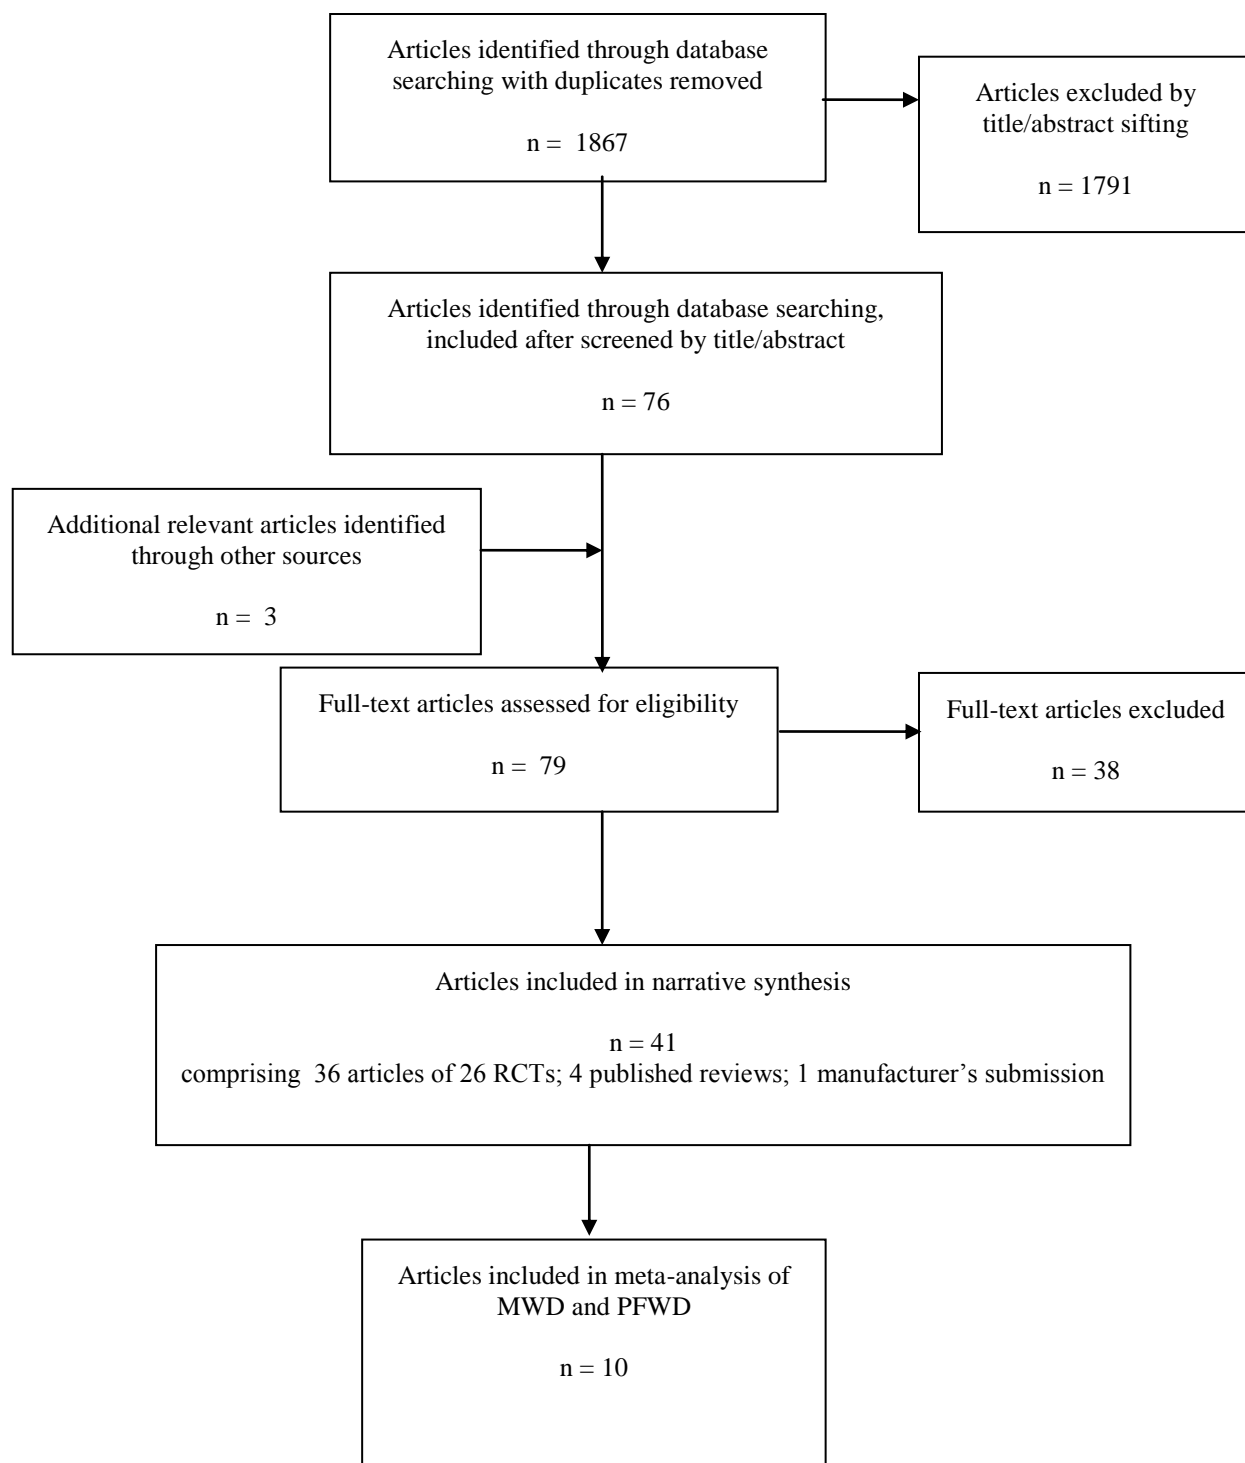 Articles identified through database
searching with duplicates removed
n = 1867
Articles excluded by
title/abstract sifting
n = 1791
Articles identified through database searching,
included after screened by title/abstract
n = 76
Additional relevant articles identified
through other sources
n = 3
Full-text articles assessed for eligibility
n = 79
Full-text articles excluded
n = 38
Articles included in narrative synthesis
n = 41
comprising 36 articles of 26 RCTs; 4 published reviews; 1 manufacturer’s submission
Articles included in meta-analysis of
MWD and PFWD
n = 10